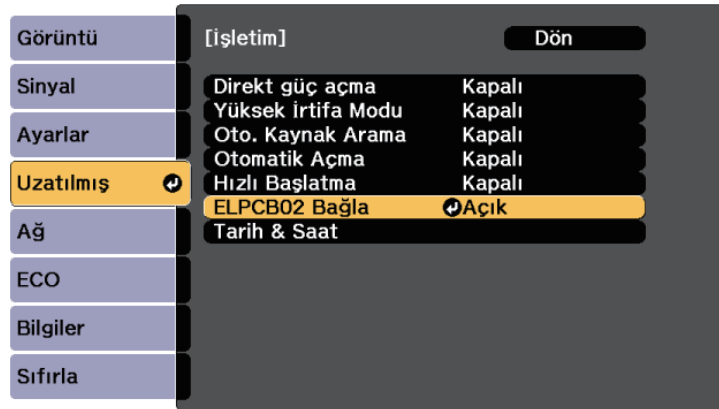 Görüntü
Sinyal
Ayarlar
Uzatılmış
Ağ
ECO
Bilgiler
Sıfırla
[İşletim] Dön
Direkt güç açma Kapalı
Yüksek İrtifa Modu Kapalı
Oto. Kaynak Arama Kapalı
Otomatik Açma Kapalı
Hızlı Başlatma Kapalı
ELPCB02 Bağla Açık
Tarih & Saat